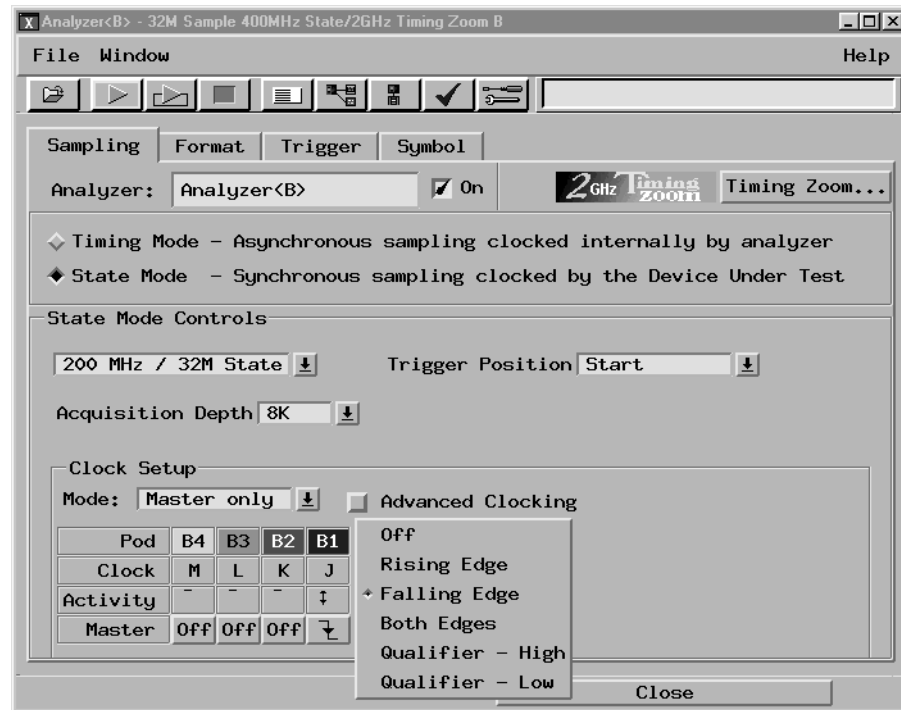 Analyzer<B> - 32M Sample 400MHz State/2GHz Timing Zoom B
File Window Help
Sampling Format Trigger Symbol
Analyzer: Analyzer<B> On 2 GHz Timing zoom Timing Zoom...
Timing Mode - Asynchronous sampling clocked internally by analyzer
State Mode - Synchronous sampling clocked by the Device Under Test
State Mode Controls
200 MHz / 32M State Trigger Position Start
Acquisition Depth 8K
Clock Setup
Mode: Master only Advanced Clocking
Pod B4 B3 B2 B1
Clock M L K J
Activity
Master Off Off Off
Off
Rising Edge
Falling Edge
Both Edges
Qualifier - High
Qualifier - Low
Close